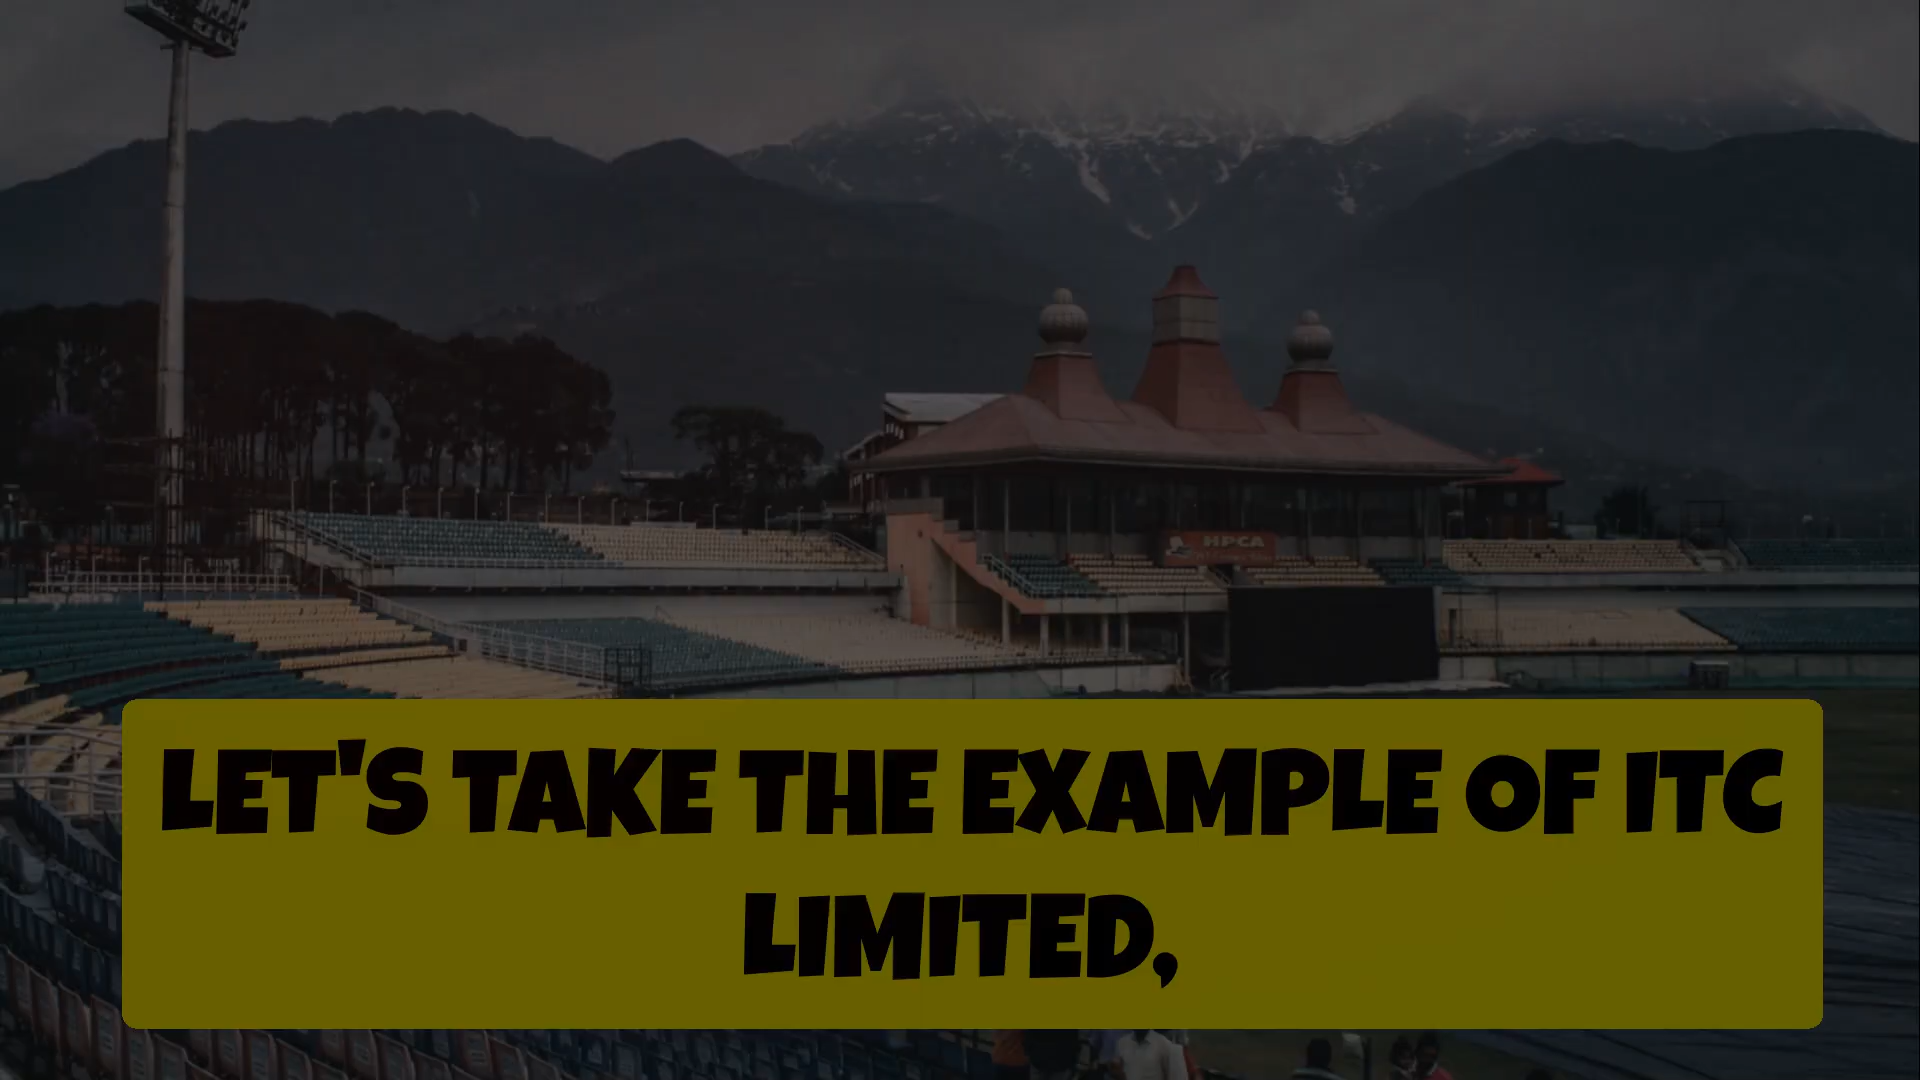 HPCA
LET'S TAKE THE EXAMPLE OF ITC
LIMITED,